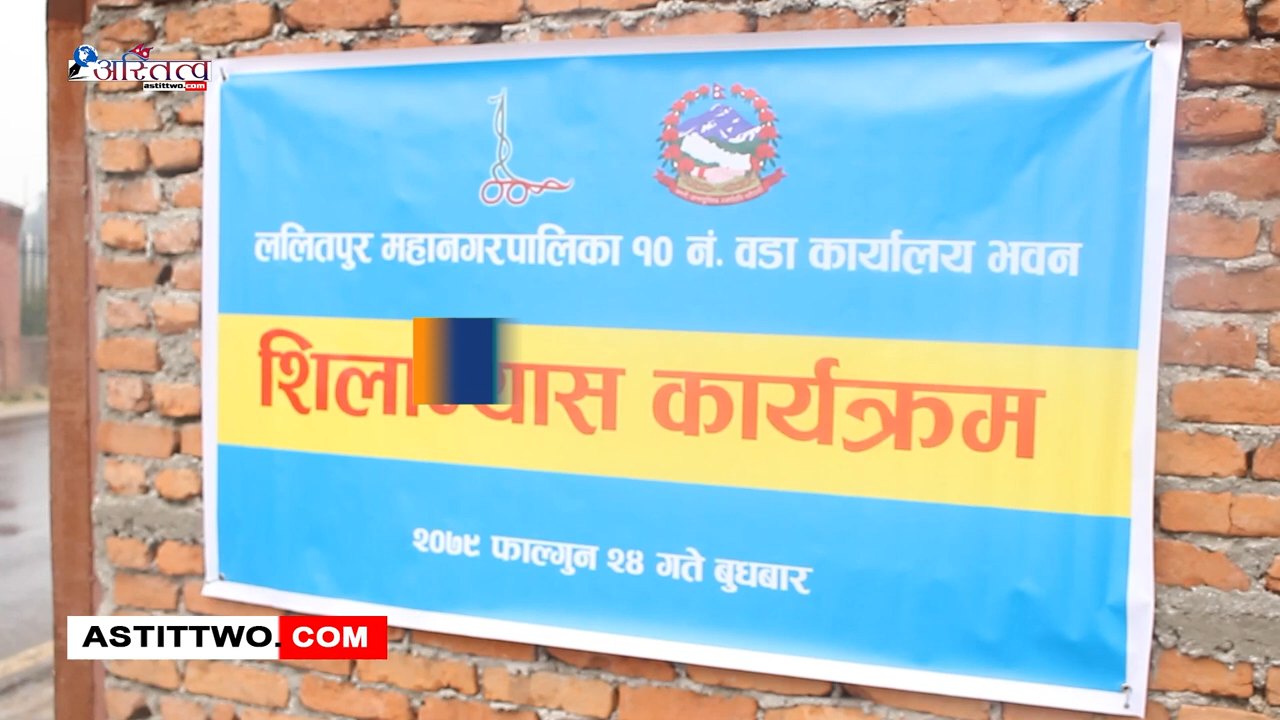 अस्तित्व
astittwo.com
ललितपुर महानगरपालिका १० नं. वडा कार्यालय भवन
कार्यक्रम
२०७९ फाल्गुन २४ गते बुधबार
ASTITTWO. COM